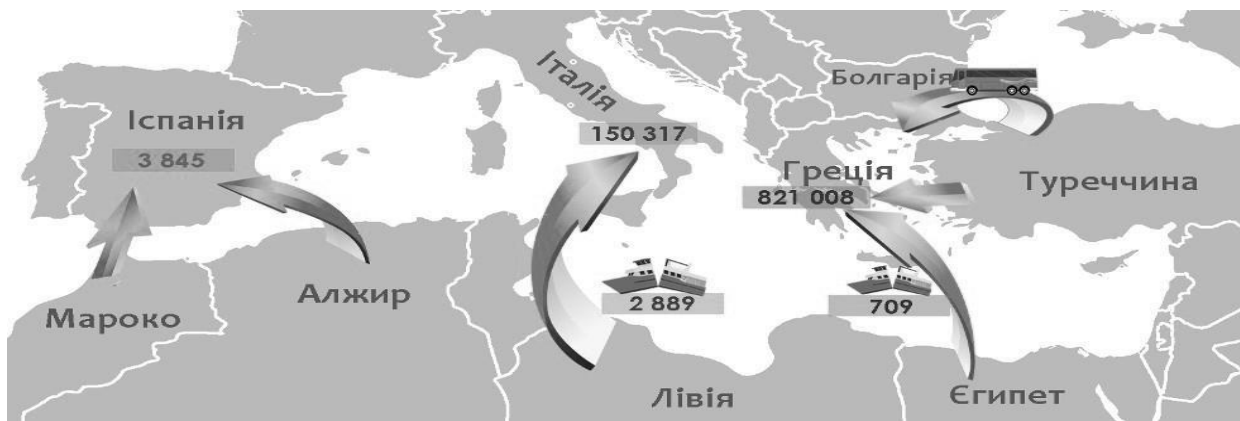 Болгарія
Італія
Іспанія
150 317
3 845
Греція
Туреччина
821 008
Алжир
2 889
709
Мароко
Лівія
Єгипет